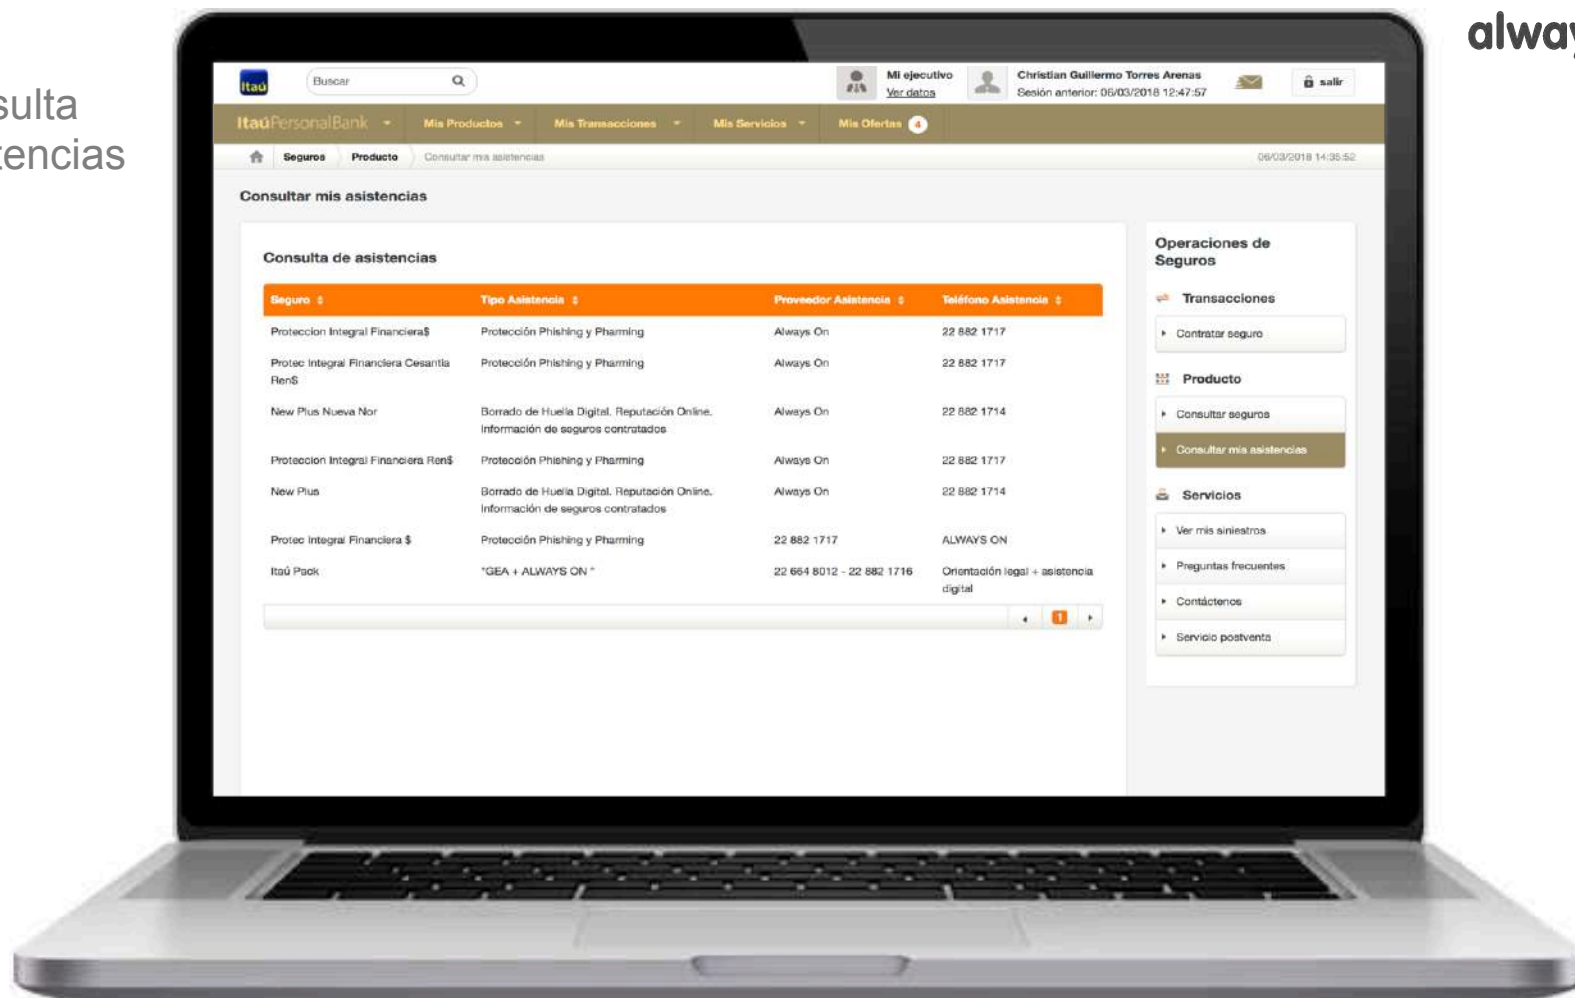 alway
sulta
tencias
Itaú
Buscar
Mi ejecutivo
Ver datos
Christian Guillermo Torres Arenas
Sesión anterior: 06/03/2018 12:47:57
salir
ItaúPersonalBank
Mis Productos
Mis Transacciones
Mis Servicios
Mis Ofertas 4
Seguros Producto Consultar mis asistencias 06/03/2018 14:35:52
Consultar mis asistencias
Consulta de asistencias
Seguro Tipo Asistencia Proveedor Asistencia Teléfono Asistencia
Proteccion Integral Financiera$ Protección Phishing y Pharming Always On 22 882 1717
Protec Integral Financiera Cesantia Protección Phishing y Pharming Always On 22 882 1717
Ren$
New Plus Nueva Nor Borrado de Huella Digital. Reputación Online. Always On 22 882 1714
Información de seguros contratados
Proteccion Integral Financiera Ren$ Protección Phishing y Pharming Always On 22 882 1717
New Plus Borrado de Huella Digital. Reputación Online. Always On 22 882 1714
Información de seguros contratados
Protec Integral Financiera $ Protección Phishing y Pharming 22 882 1717 ALWAYS ON
Itaú Pack "GEA + ALWAYS ON " 22 664 8012 - 22 882 1716 Orientación legal + asistencia
digital
1
Operaciones de
Seguros
Transacciones
Contratar seguro
Producto
Consultar seguros
Consultar mis asistencias
Servicios
Ver mis siniestros
Preguntas frecuentes
Contáctenos
Servicio postventa